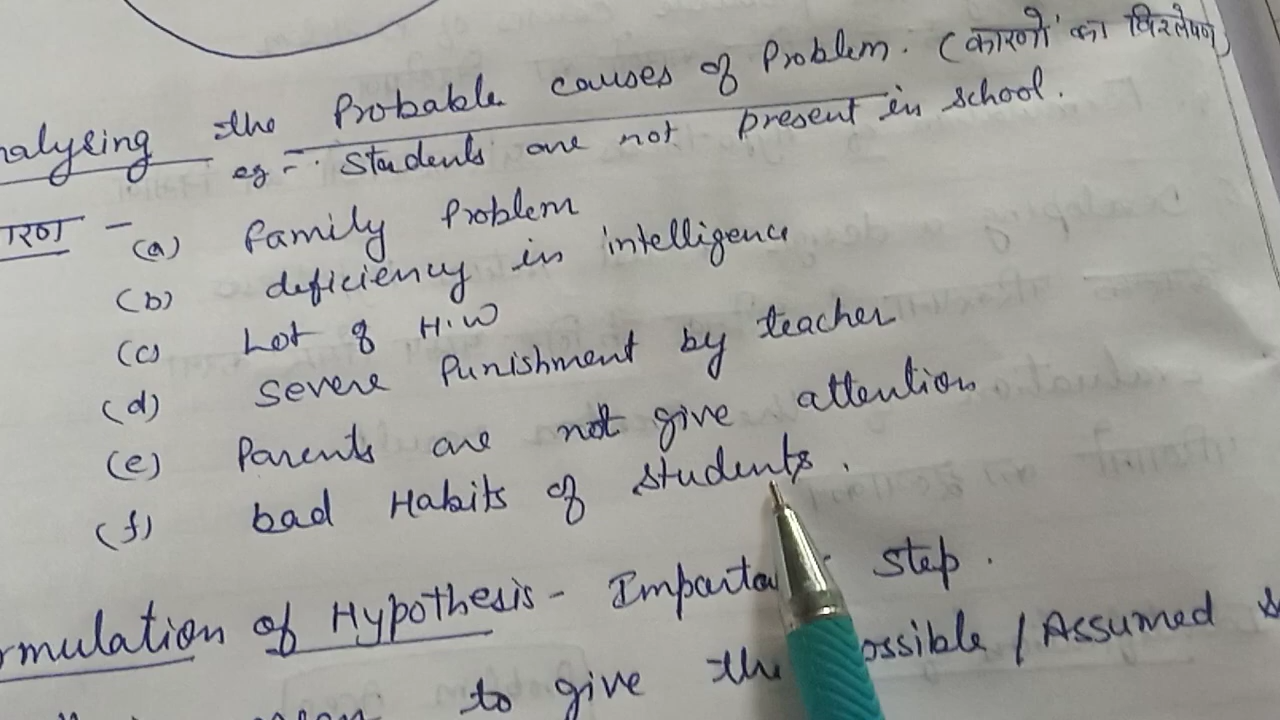 nalysing the Probable causes of Problem. (कारणों का विश्लेषण)
eg - Students are not present in school.
ारण - (a) family Problem
(b) deficiency in intelligence
(c) Lot of H.W
(d) Severe Punishment by teacher
(e) Parents are not give attention
(f) bad Habits of students.
rmulation of Hypothesis - Importa step.
to give the ossible / Assumed